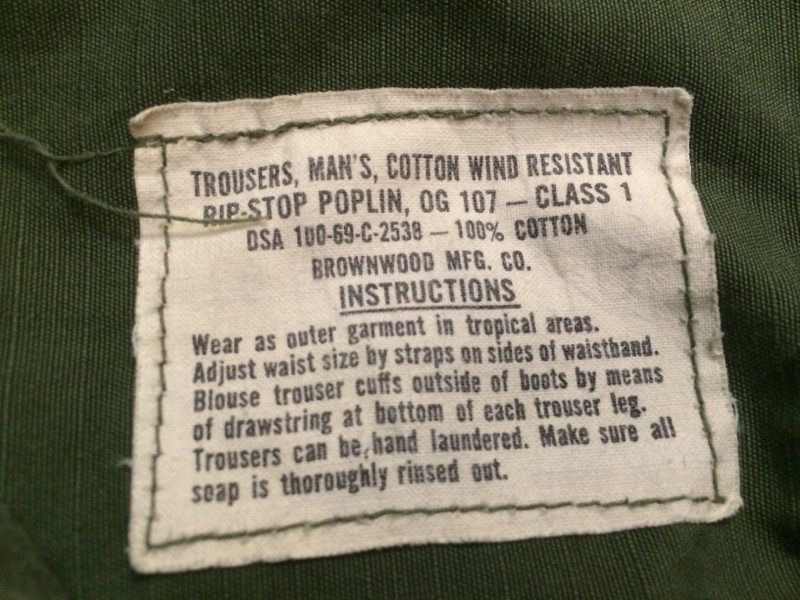 TROUSERS, MAN'S, COTTON WIND RESISTANT
RIP-STOP POPLIN, OG 107 — CLASS 1
DSA 100-69-C-2538 — 100% COTTON
BROWNWOOD MFG. CO.
INSTRUCTIONS
Wear as outer garment in tropical areas.
Adjust waist size by straps on sides of waistband.
Blouse trouser cuffs outside of boots by means
of drawstring at bottom of each trouser leg.
Trousers can be hand laundered. Make sure all
soap is thoroughly rinsed out.